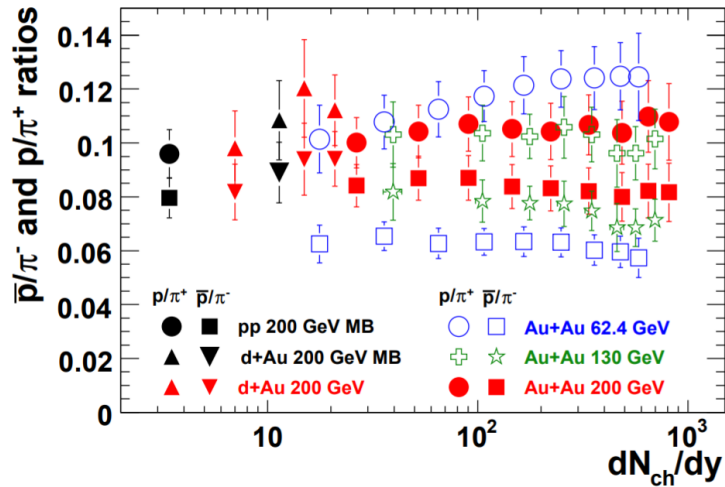 p̅/π⁻ and p/π⁺ ratios
0.14
0.12
0.1
0.08
0.06
0.04
0.02
0
p/π⁺ p̅/π⁻
pp 200 GeV MB
d+Au 200 GeV MB
d+Au 200 GeV
p/π⁺ p̅/π⁻
Au+Au 62.4 GeV
Au+Au 130 GeV
Au+Au 200 GeV
10 10² 10³
dN_ch/dy